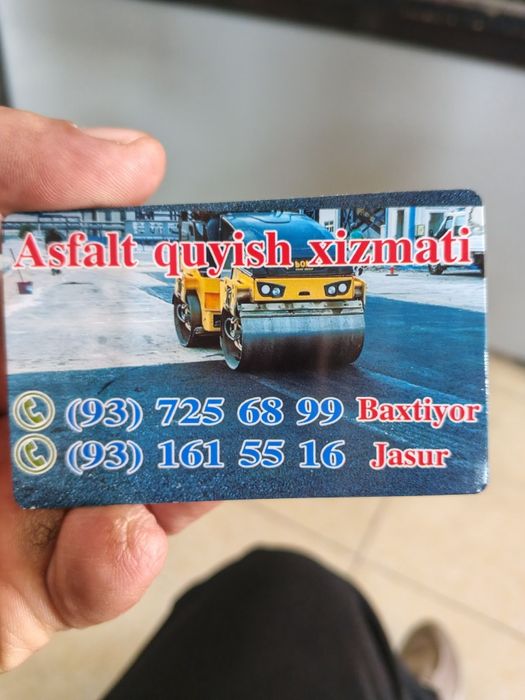 Asfalt quyish xizmati
(93) 725 68 99 Baxtiyor
(93) 161 55 16 Jasur